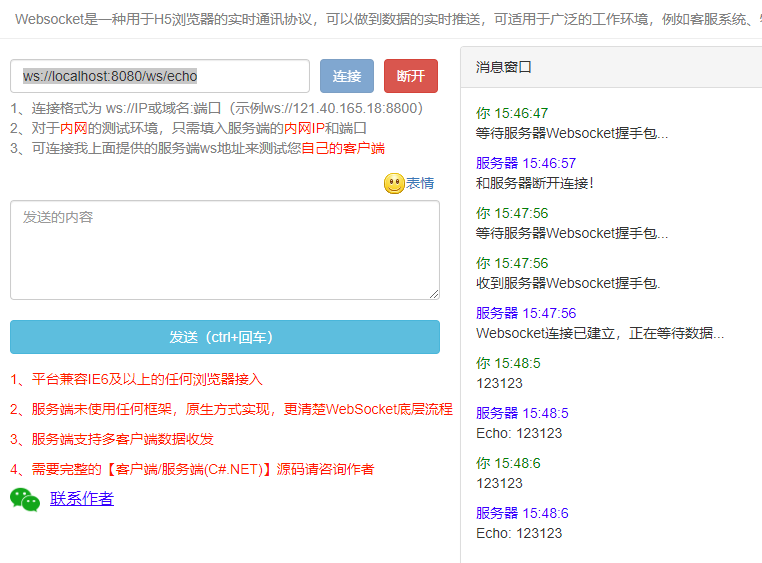 Websocket是一种用于H5浏览器的实时通讯协议，可以做到数据的实时推送，可适用于广泛的工作环境，例如客服系统、
ws://localhost:8080/ws/echo
连接
断开
1、连接格式为 ws://IP或域名:端口（示例ws://121.40.165.18:8800）
2、对于内网的测试环境，只需填入服务端的内网IP和端口
3、可连接我上面提供的服务端ws地址来测试您自己的客户端
表情
发送的内容
发送（ctrl+回车）
1、平台兼容IE6及以上的任何浏览器接入
2、服务端未使用任何框架，原生方式实现，更清楚WebSocket底层流程
3、服务端支持多客户端数据收发
4、需要完整的【客户端/服务端(C#.NET)】源码请咨询作者
联系作者
消息窗口
你 15:46:47
等待服务器Websocket握手包...
服务器 15:46:57
和服务器断开连接！
你 15:47:56
等待服务器Websocket握手包...
你 15:47:56
收到服务器Websocket握手包.
服务器 15:47:56
Websocket连接已建立，正在等待数据...
你 15:48:5
123123
服务器 15:48:5
Echo: 123123
你 15:48:6
123123
服务器 15:48:6
Echo: 123123